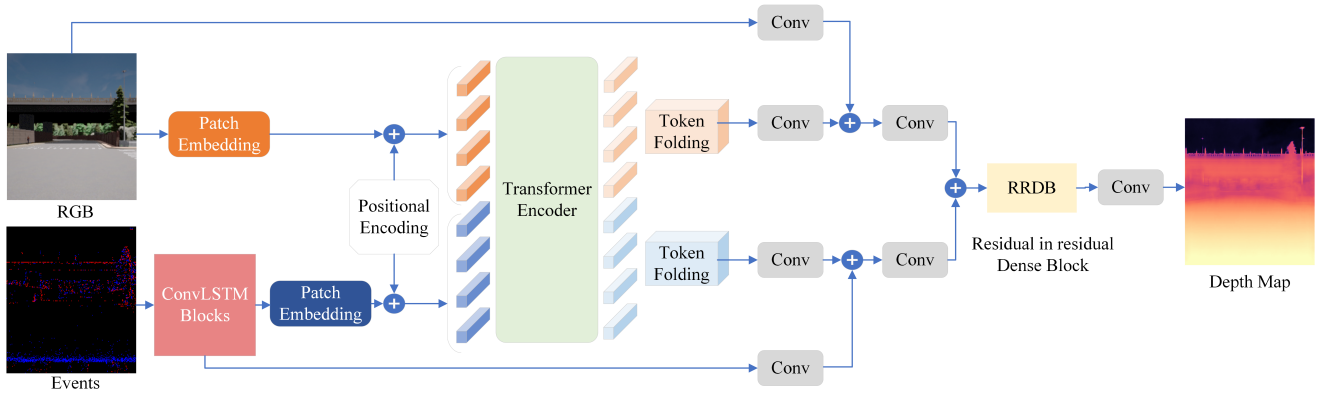 Conv
RGB
Patch
Embedding
Positional
Encoding
Transformer
Encoder
Token
Folding
Conv
Conv
RRDB
Conv
Residual in residual
Dense Block
Depth Map
Events
ConvLSTM
Blocks
Patch
Embedding
Token
Folding
Conv
Conv
Conv